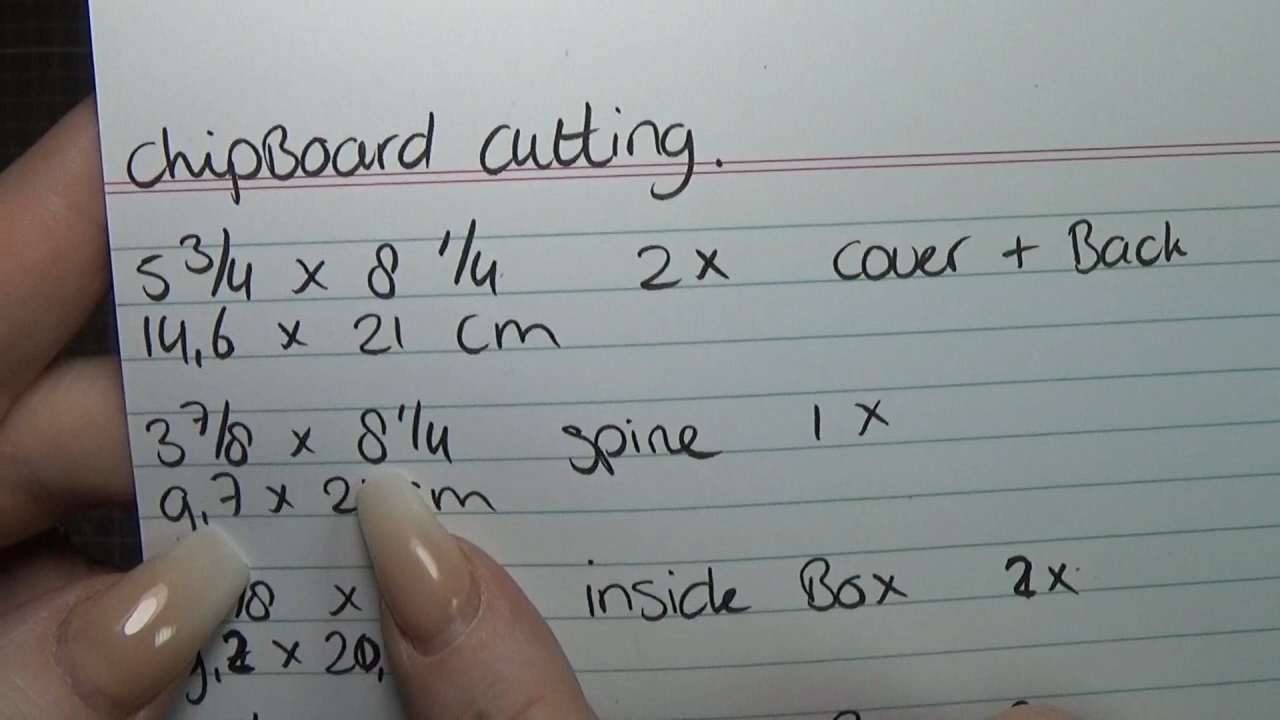 chipBoard cutting.
5 3/4 x 8 1/4 2x cover + Back
14,6 x 21 cm
3 7/8 x 8 1/4 spine 1 x
9,7 x
x inside Box 2x
x 20,